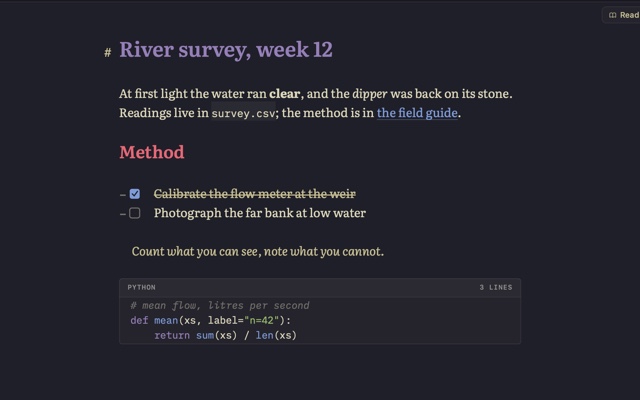 Read
# River survey, week 12
At first light the water ran clear, and the dipper was back on its stone.
Readings live in survey.csv; the method is in the field guide.
Method
– Calibrate the flow meter at the weir
– Photograph the far bank at low water
Count what you can see, note what you cannot.
PYTHON 3 LINES
# mean flow, litres per second
def mean(xs, label="n=42"):
    return sum(xs) / len(xs)